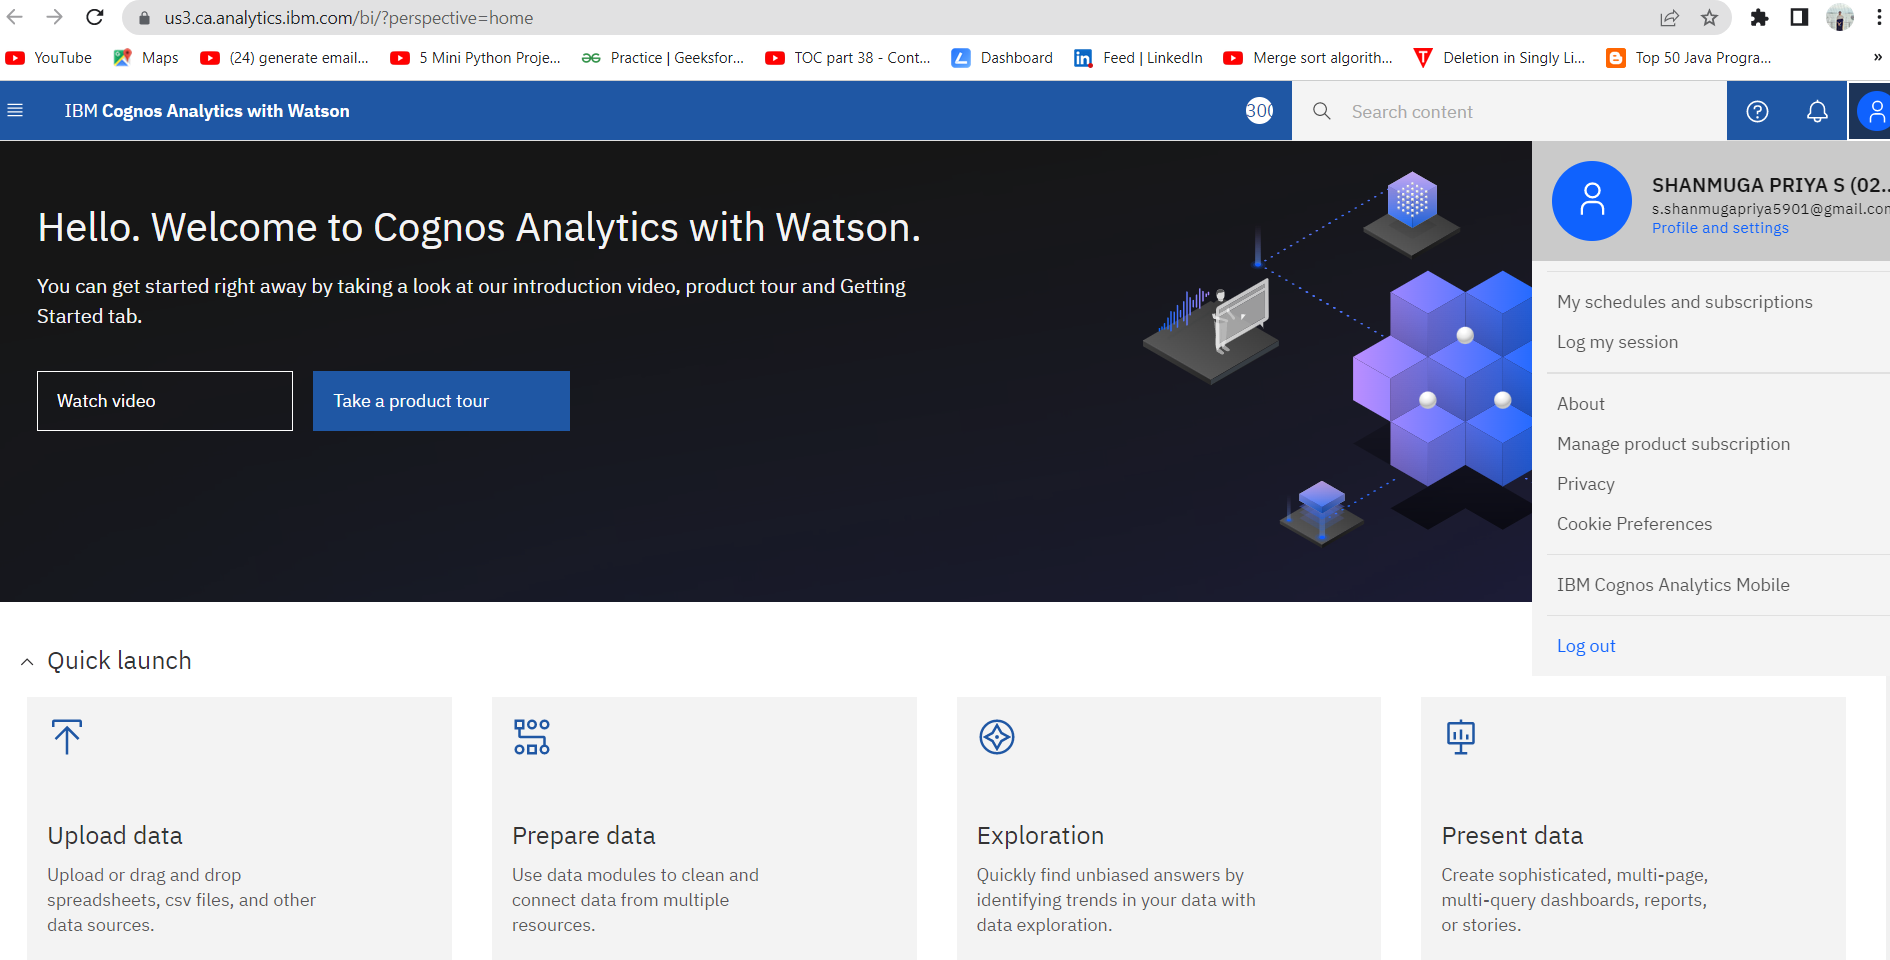 us3.ca.analytics.ibm.com/bi/?perspective=home
YouTube Maps (24) generate email... 5 Mini Python Proje... Practice | Geeksfor... TOC part 38 - Cont... Dashboard Feed | LinkedIn Merge sort algorith... Deletion in Singly Li... Top 50 Java Progra... »
IBM Cognos Analytics with Watson
300
Search content
SHANMUGA PRIYA S (02...
s.shanmugapriya5901@gmail.com
Profile and settings
Hello. Welcome to Cognos Analytics with Watson.
You can get started right away by taking a look at our introduction video, product tour and Getting
Started tab.
Watch video
Take a product tour
My schedules and subscriptions
Log my session
About
Manage product subscription
Privacy
Cookie Preferences
IBM Cognos Analytics Mobile
Log out
Quick launch
Upload data
Upload or drag and drop
spreadsheets, csv files, and other
data sources.
Prepare data
Use data modules to clean and
connect data from multiple
resources.
Exploration
Quickly find unbiased answers by
identifying trends in your data with
data exploration.
Present data
Create sophisticated, multi-page,
multi-query dashboards, reports,
or stories.